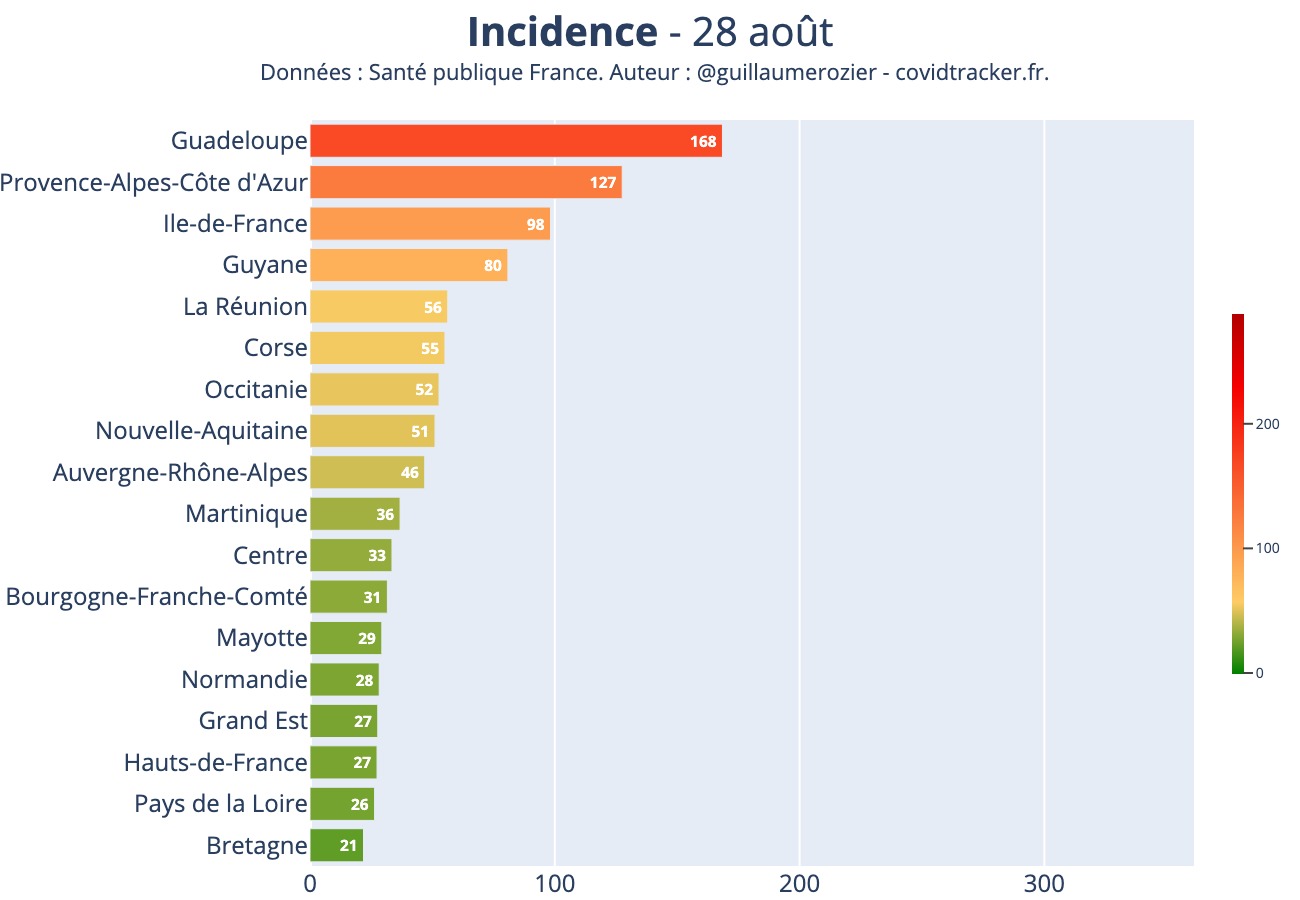 Incidence - 28 août
Données : Santé publique France. Auteur : @guillaumerozier - covidtracker.fr.
Guadeloupe 168
Provence-Alpes-Côte d'Azur 127
Ile-de-France 98
Guyane 80
La Réunion 56
Corse 55
Occitanie 52
Nouvelle-Aquitaine 51
Auvergne-Rhône-Alpes 46
Martinique 36
Centre 33
Bourgogne-Franche-Comté 31
Mayotte 29
Normandie 28
Grand Est 27
Hauts-de-France 27
Pays de la Loire 26
Bretagne 21
0 100 200 300
200
100
0